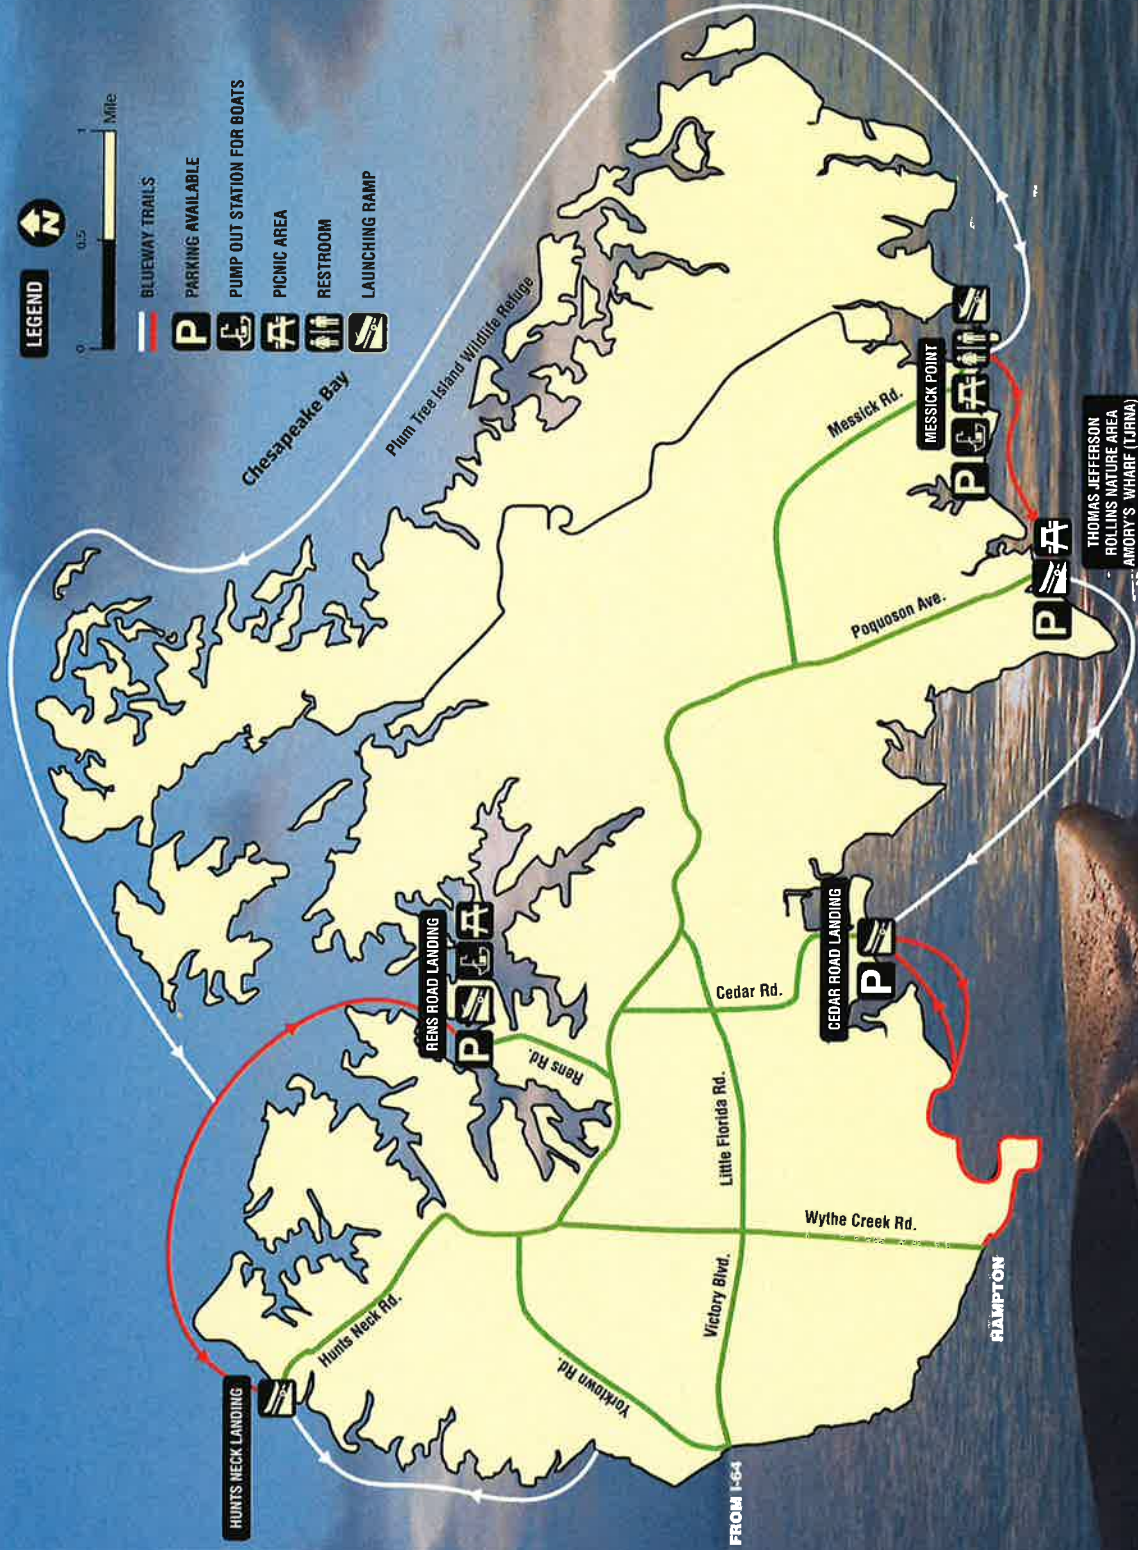 LEGEND
N
0
0.5
1
Mile
BLUEWAY TRAILS
P
PARKING AVAILABLE
PUMP OUT STATION FOR BOATS
PICNIC AREA
RESTROOM
LAUNCHING RAMP
Chesapeake Bay
Plum Tree Island Wildlife Refuge
HUNTS NECK LANDING
Hunts Neck Rd.
RENS ROAD LANDING
P
Rens Rd.
Yorktown Rd.
FROM I-64
Victory Blvd.
Little Florida Rd.
Wythe Creek Rd.
HAMPTON
Cedar Rd.
CEDAR ROAD LANDING
P
Poquoson Ave.
Messick Rd.
MESSICK POINT
P
P
THOMAS JEFFERSON
ROLLINS NATURE AREA
AMORY'S WHARF (TJRNA)